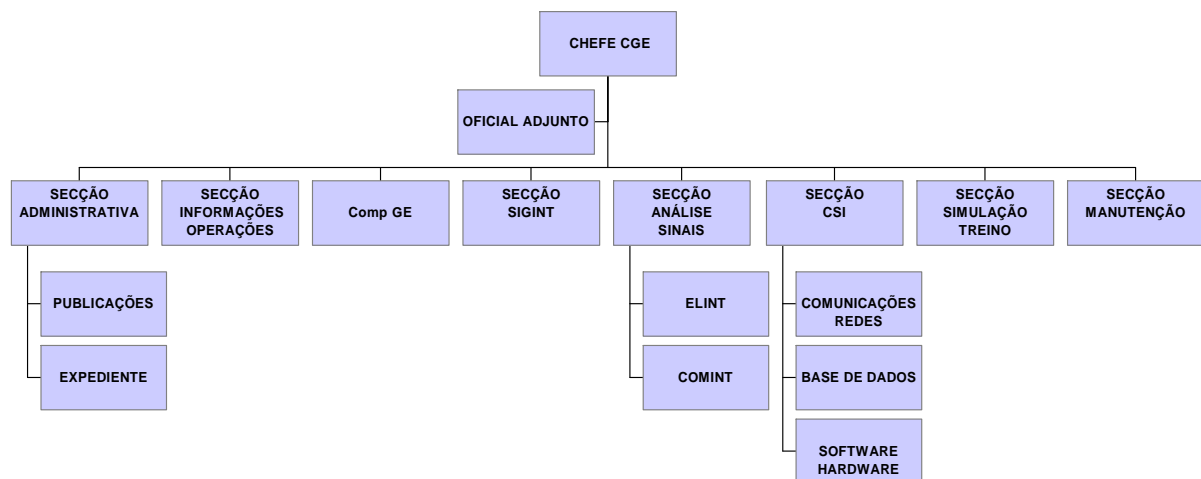 CHEFE CGE
OFICIAL ADJUNTO
SECÇÃO
ADMINISTRATIVA
SECÇÃO
INFORMAÇÕES
OPERAÇÕES
Comp GE
SECÇÃO
SIGINT
SECÇÃO
ANÁLISE
SINAIS
SECÇÃO
CSI
SECÇÃO
SIMULAÇÃO
TREINO
SECÇÃO
MANUTENÇÃO
PUBLICAÇÕES
EXPEDIENTE
ELINT
COMINT
COMUNICAÇÕES
REDES
BASE DE DADOS
SOFTWARE
HARDWARE